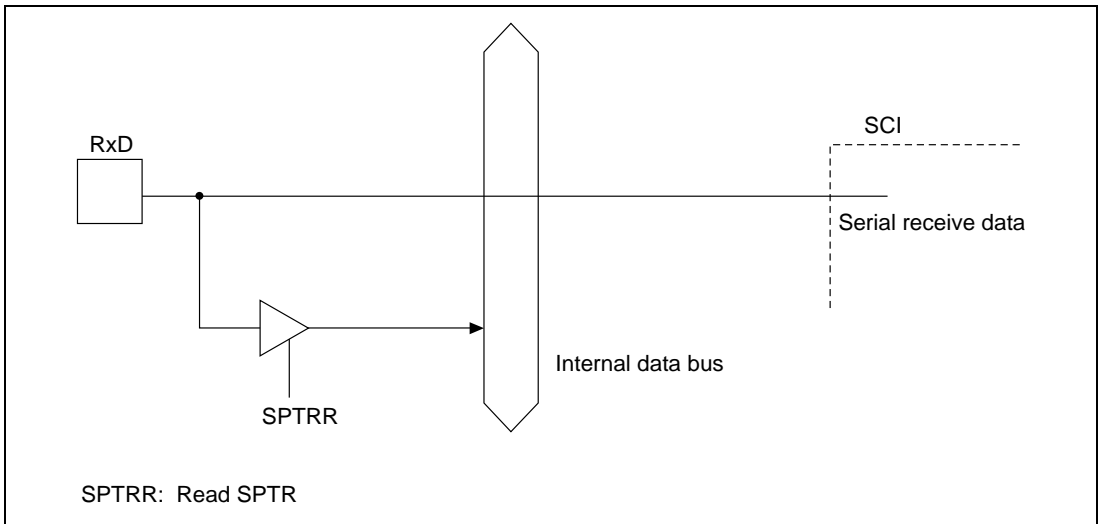 SCI
RxD
Serial receive data
Internal data bus
SPTRR
SPTRR: Read SPTR